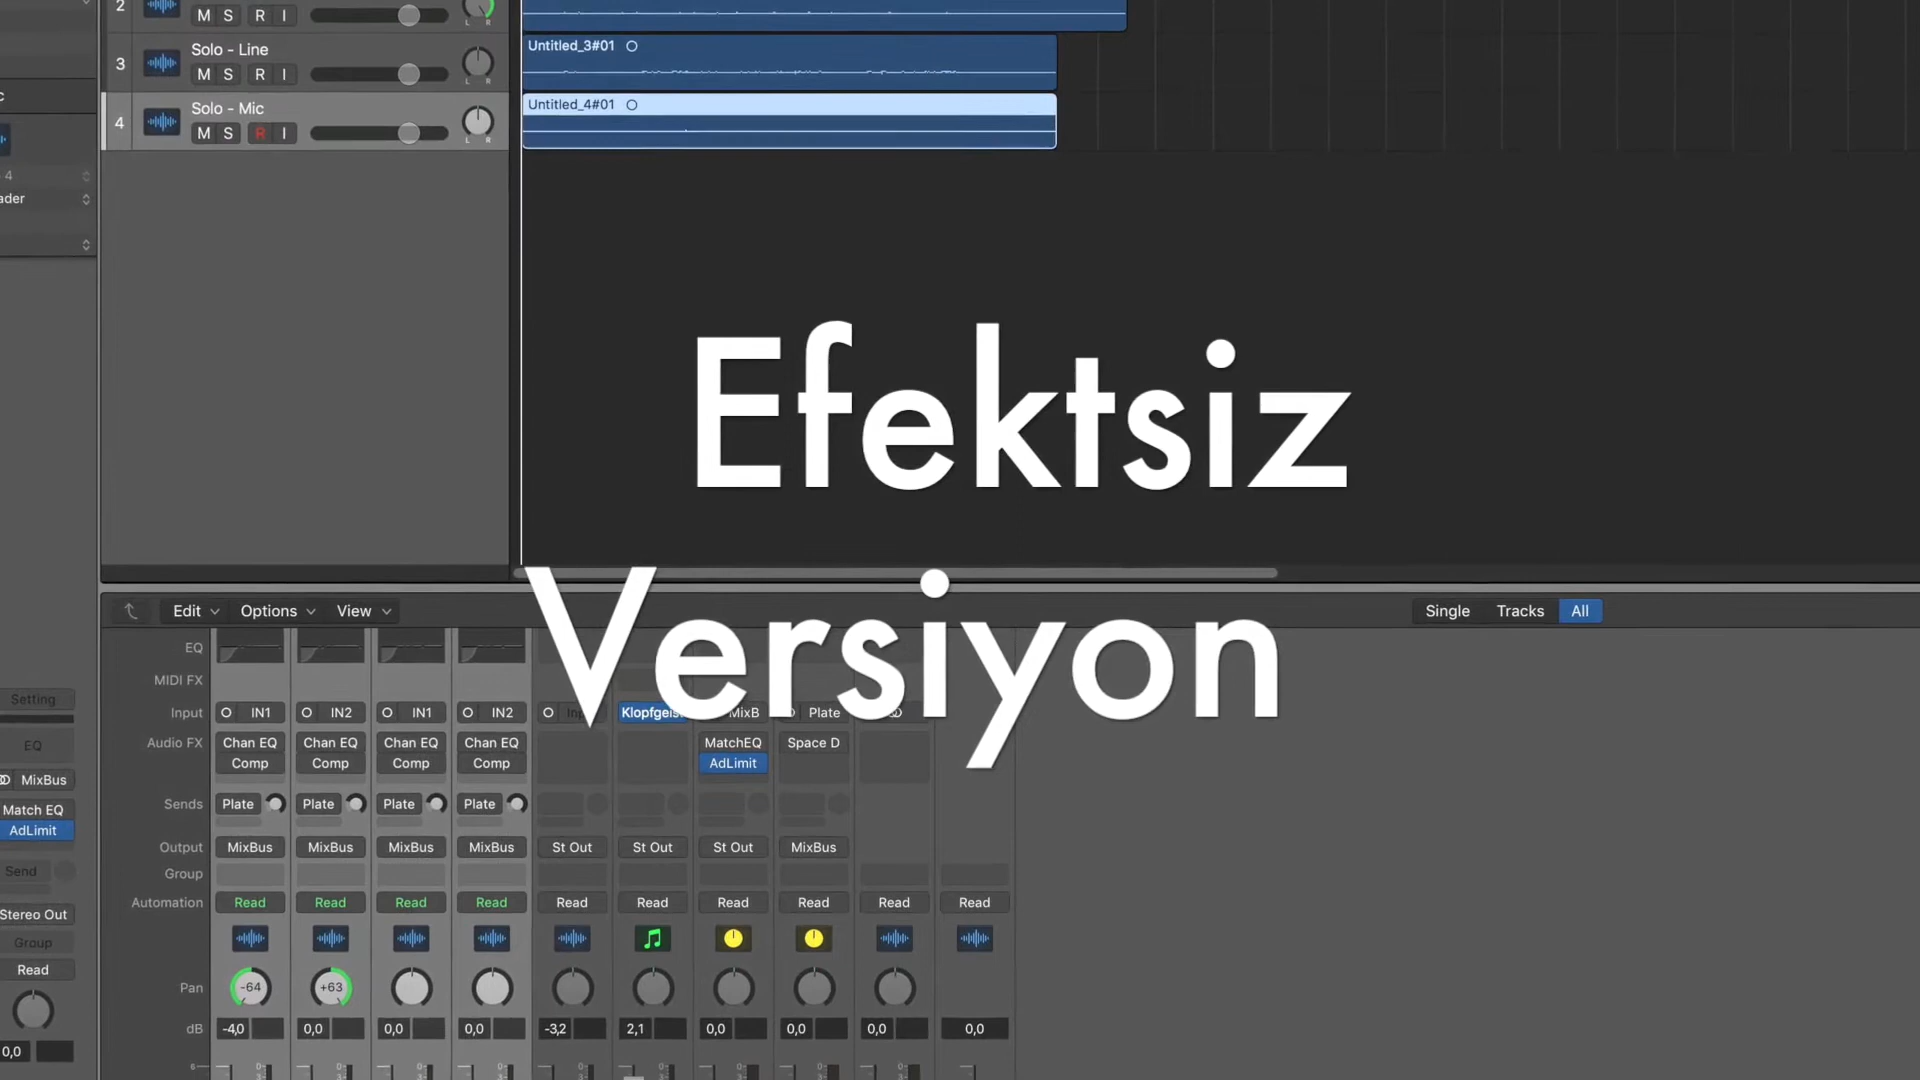 2
M S R I
L R
Untitled_3#01
3
Solo - Line
M S R I
L R
Untitled_4#01
4
Solo - Mic
M S R I
L R
4
ader
Efektsiz
Versiyon
Edit Options View
Single Tracks All
EQ
MIDI FX
Input IN1 IN2 IN1 IN2 Klopfgeis MixB Plate
Audio FX Chan EQ Chan EQ Chan EQ Chan EQ MatchEQ Space D
Comp Comp Comp Comp AdLimit
Sends Plate Plate Plate Plate
Output MixBus MixBus MixBus MixBus St Out St Out St Out MixBus
Group
Automation Read Read Read Read Read Read Read Read Read Read
Pan -64 +63
dB -4,0 0,0 0,0 0,0 -3,2 2,1 0,0 0,0 0,0 0,0
Setting
EQ
MixBus
Match EQ
AdLimit
Send
Stereo Out
Group
Read
0,0